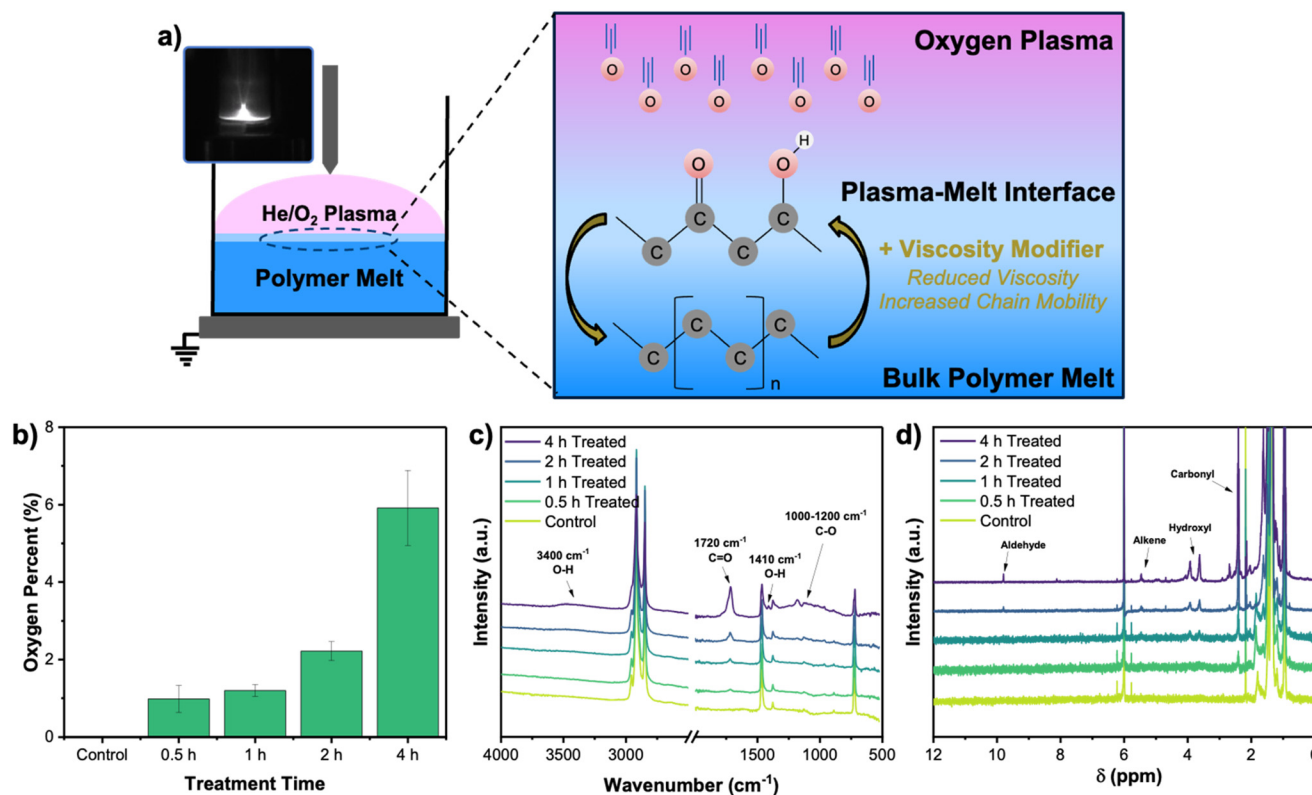 a)
He/O₂ Plasma
Polymer Melt
Oxygen Plasma
O O O O
O O O O
H
O O
Plasma-Melt Interface
C C
C C
+ Viscosity Modifier
Reduced Viscosity
Increased Chain Mobility
C C
C C
n
Bulk Polymer Melt
b)
Oxygen Percent (%)
8
6
4
2
0
Control 0.5 h 1 h 2 h 4 h
Treatment Time
c)
Intensity (a.u.)
4 h Treated
2 h Treated
1 h Treated
0.5 h Treated
Control
3400 cm⁻¹
O-H
1720 cm⁻¹
C=O
1410 cm⁻¹
O-H
1000-1200 cm⁻¹
C-O
4000 3000 1500 1000 500
Wavenumber (cm⁻¹)
d)
Intensity (a.u.)
4 h Treated
2 h Treated
1 h Treated
0.5 h Treated
Control
Carbonyl
Aldehyde
Alkene
Hydroxyl
12 10 8 6 4 2 0
δ (ppm)